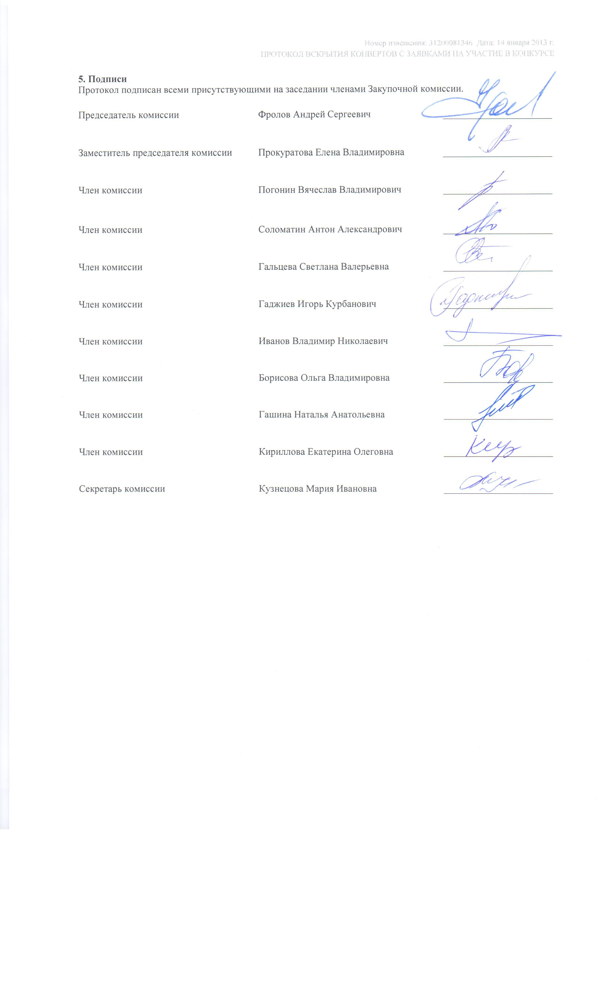 Номер извещения: 31200081346 Дата: 14 января 2013 г.
ПРОТОКОЛ ВСКРЫТИЯ КОНВЕРТОВ С ЗАЯВКАМИ НА УЧАСТИЕ В КОНКУРСЕ
5. Подписи
Протокол подписан всеми присутствующими на заседании членами Закупочной комиссии.
Председатель комиссии Фролов Андрей Сергеевич
Заместитель председателя комиссии Прокуратова Елена Владимировна
Член комиссии Погонин Вячеслав Владимирович
Член комиссии Соломатин Антон Александрович
Член комиссии Гальцева Светлана Валерьевна
Член комиссии Гаджиев Игорь Курбанович
Член комиссии Иванов Владимир Николаевич
Член комиссии Борисова Ольга Владимировна
Член комиссии Гашина Наталья Анатольевна
Член комиссии Кириллова Екатерина Олеговна
Секретарь комиссии Кузнецова Мария Ивановна